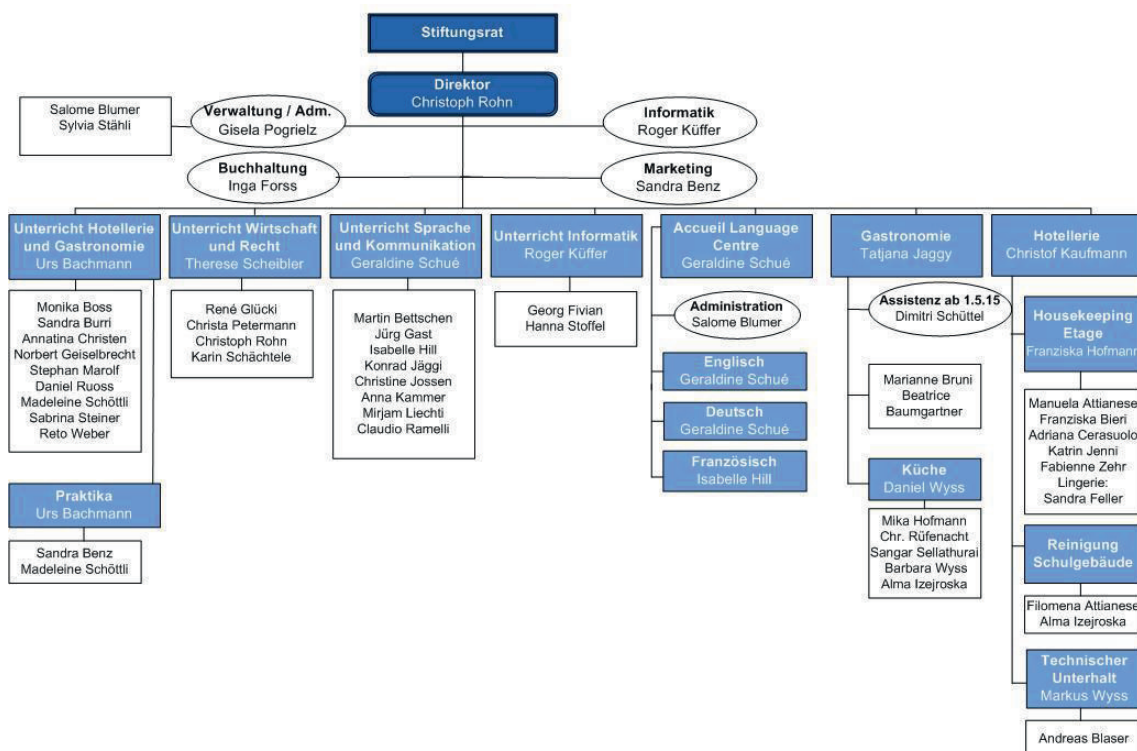 Stiftungsrat
Direktor
Christoph Rohn
Salome Blumer
Sylvia Stähli
Verwaltung / Adm.
Gisela Pogrielz
Informatik
Roger Küffer
Buchhaltung
Inga Forss
Marketing
Sandra Benz
Unterricht Hotellerie
und Gastronomie
Urs Bachmann
Monika Boss
Sandra Burri
Annatina Christen
Norbert Geiselbrecht
Stephan Marolf
Daniel Ruoss
Madeleine Schöttli
Sabrina Steiner
Reto Weber
Praktika
Urs Bachmann
Sandra Benz
Madeleine Schöttli
Unterricht Wirtschaft
und Recht
Therese Scheibler
René Glücki
Christa Petermann
Christoph Rohn
Karin Schächtele
Unterricht Sprache
und Kommunikation
Geraldine Schué
Martin Bettschen
Jürg Gast
Isabelle Hill
Konrad Jäggi
Christine Jossen
Anna Kammer
Mirjam Liechti
Claudio Ramelli
Unterricht Informatik
Roger Küffer
Georg Fivian
Hanna Stoffel
Accueil Language
Centre
Geraldine Schué
Administration
Salome Blumer
Englisch
Geraldine Schué
Deutsch
Geraldine Schué
Französisch
Isabelle Hill
Gastronomie
Tatjana Jaggy
Assistenz ab 1.5.15
Dimitri Schüttel
Marianne Bruni
Beatrice
Baumgartner
Küche
Daniel Wyss
Mika Hofmann
Chr. Rüfenacht
Sangar Sellathurai
Barbara Wyss
Alma Izejroska
Hotellerie
Christof Kaufmann
Housekeeping
Etage
Franziska Hofmann
Manuela Attianese
Franziska Bieri
Adriana Cerasuolo
Katrin Jenni
Fabienne Zehr
Lingerie:
Sandra Feller
Reinigung
Schulgebäude
Filomena Attianese
Alma Izejroska
Technischer
Unterhalt
Markus Wyss
Andreas Blaser